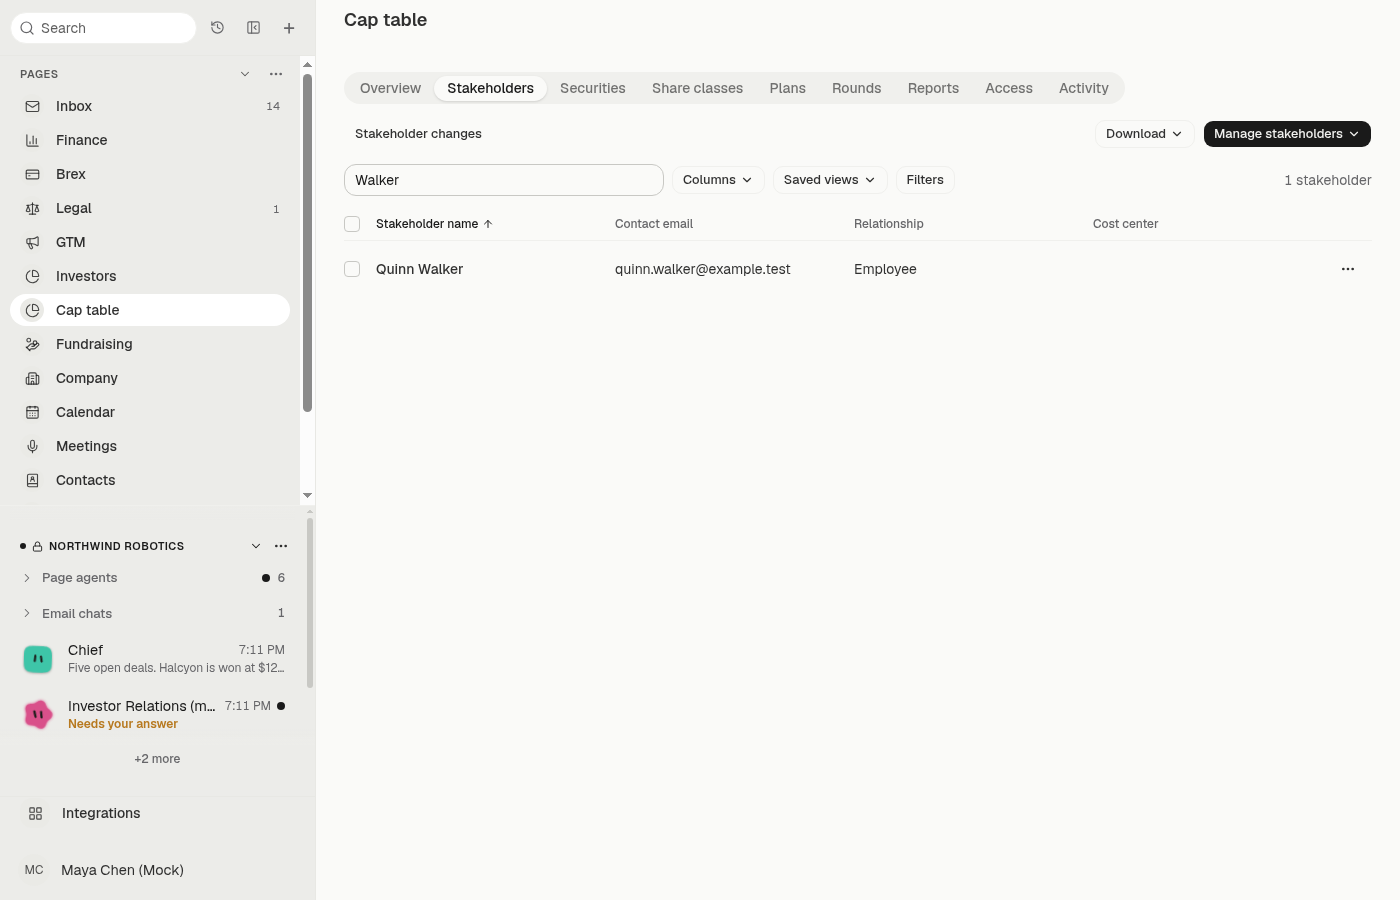 Search
PAGES
Inbox 14
Finance
Brex
Legal 1
GTM
Investors
Cap table
Fundraising
Company
Calendar
Meetings
Contacts
NORTHWIND ROBOTICS
Page agents 6
Email chats 1
Chief 7:11 PM
Five open deals. Halcyon is won at $12...
Investor Relations (m... 7:11 PM
Needs your answer
+2 more
Integrations
MC Maya Chen (Mock)
Cap table
Overview Stakeholders Securities Share classes Plans Rounds Reports Access Activity
Stakeholder changes Download Manage stakeholders
Walker Columns Saved views Filters 1 stakeholder
Stakeholder name Contact email Relationship Cost center
Quinn Walker quinn.walker@example.test Employee